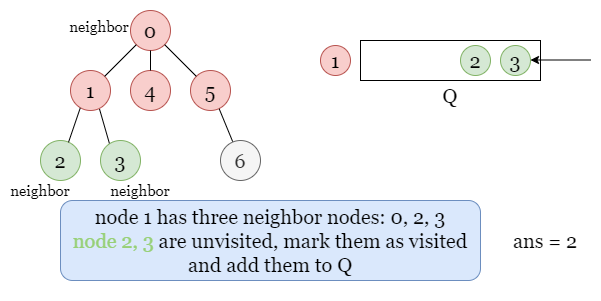 neighbor
0
1
2
3
Q
1
4
5
2
3
6
neighbor
neighbor
node 1 has three neighbor nodes: 0, 2, 3
node 2, 3 are unvisited, mark them as visited
and add them to Q
ans = 2